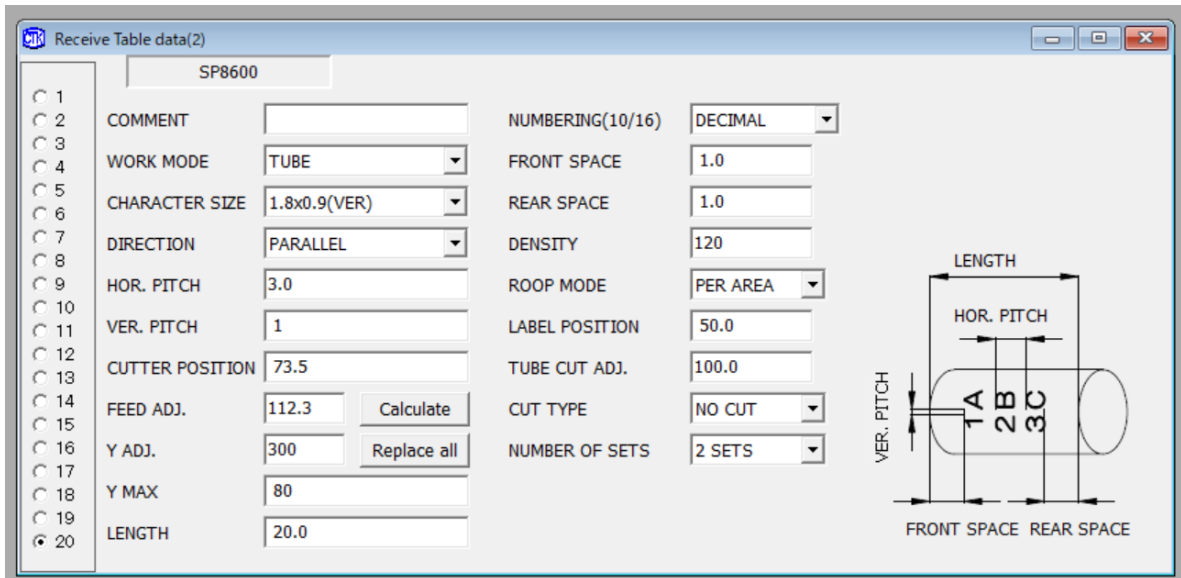 CTK Receive Table data(2)
SP8600
1
2
3
4
5
6
7
8
9
10
11
12
13
14
15
16
17
18
19
20
COMMENT
WORK MODE TUBE
CHARACTER SIZE 1.8x0.9(VER)
DIRECTION PARALLEL
HOR. PITCH 3.0
VER. PITCH 1
CUTTER POSITION 73.5
FEED ADJ. 112.3 Calculate
Y ADJ. 300 Replace all
Y MAX 80
LENGTH 20.0
NUMBERING(10/16) DECIMAL
FRONT SPACE 1.0
REAR SPACE 1.0
DENSITY 120
ROOP MODE PER AREA
LABEL POSITION 50.0
TUBE CUT ADJ. 100.0
CUT TYPE NO CUT
NUMBER OF SETS 2 SETS
LENGTH
HOR. PITCH
VER. PITCH
1A
2B
3C
FRONT SPACE REAR SPACE